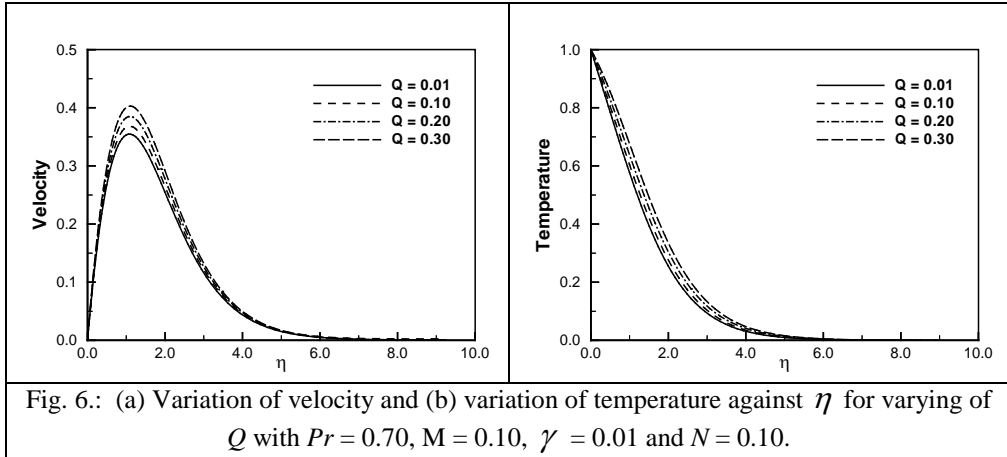 0.5
0.4
0.3
0.2
0.1
0.0
Velocity
0.0 2.0 4.0 6.0 8.0 10.0
η
Q = 0.01
Q = 0.10
Q = 0.20
Q = 0.30
1.0
0.8
0.6
0.4
0.2
0.0
Temperature
0.0 2.0 4.0 6.0 8.0 10.0
η
Q = 0.01
Q = 0.10
Q = 0.20
Q = 0.30
Fig. 6.: (a) Variation of velocity and (b) variation of temperature against η for varying of
Q with Pr = 0.70, M = 0.10, γ = 0.01 and N = 0.10.